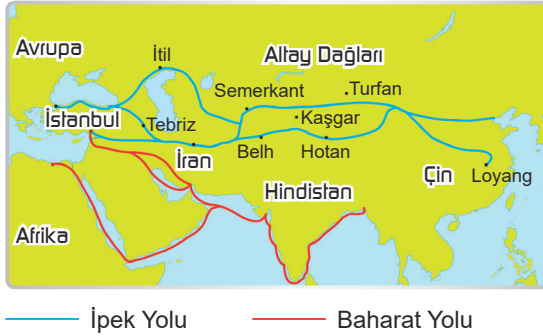 Avrupa
İtil
Altay Dağları
Semerkant
Turfan
İstanbul
Tebriz
Kaşgar
İran
Belh
Hotan
Çin
Loyang
Hindistan
Afrika
İpek Yolu
Baharat Yolu